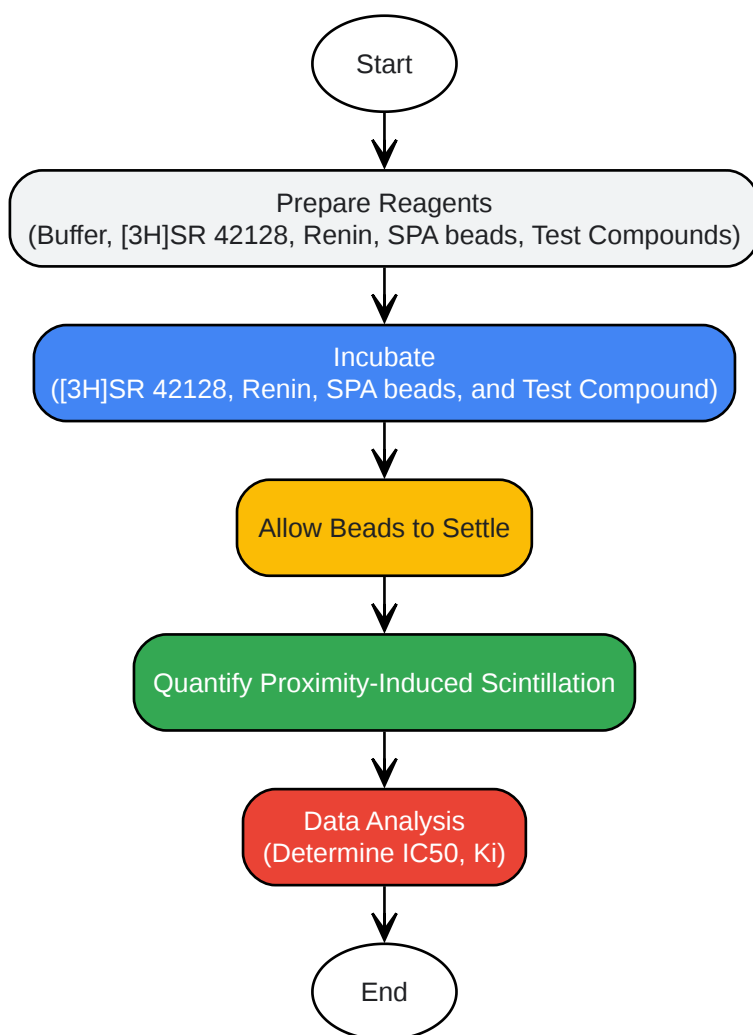 Start
Prepare Reagents
(Buffer, [3H]SR 42128, Renin, SPA beads, Test Compounds)
Incubate
([3H]SR 42128, Renin, SPA beads, and Test Compound)
Allow Beads to Settle
Quantify Proximity-Induced Scintillation
Data Analysis
(Determine IC50, Ki)
End